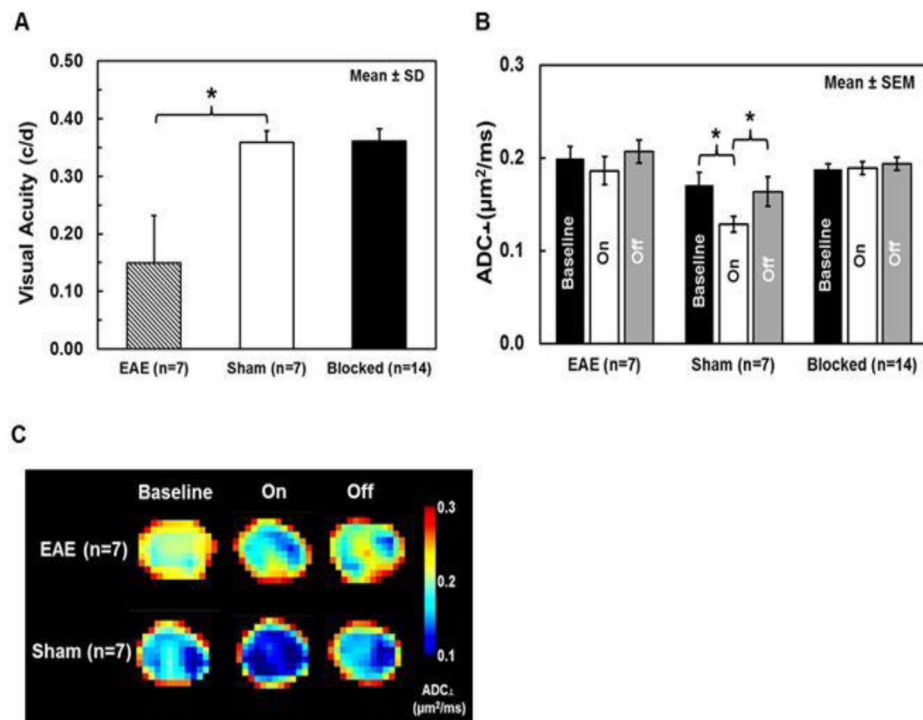 A
Visual Acuity (c/d)
0.50
0.40
0.30
0.20
0.10
0.00
Mean ± SD
*
EAE (n=7)
Sham (n=7)
Blocked (n=14)
B
ADC⊥(μm²/ms)
0.3
0.2
0.1
0.0
Mean ± SEM
* *
Baseline On Off
Baseline On Off
Baseline On Off
EAE (n=7)
Sham (n=7)
Blocked (n=14)
C
Baseline On Off
EAE (n=7)
Sham (n=7)
0.3
0.2
0.1
ADC⊥
(μm²/ms)